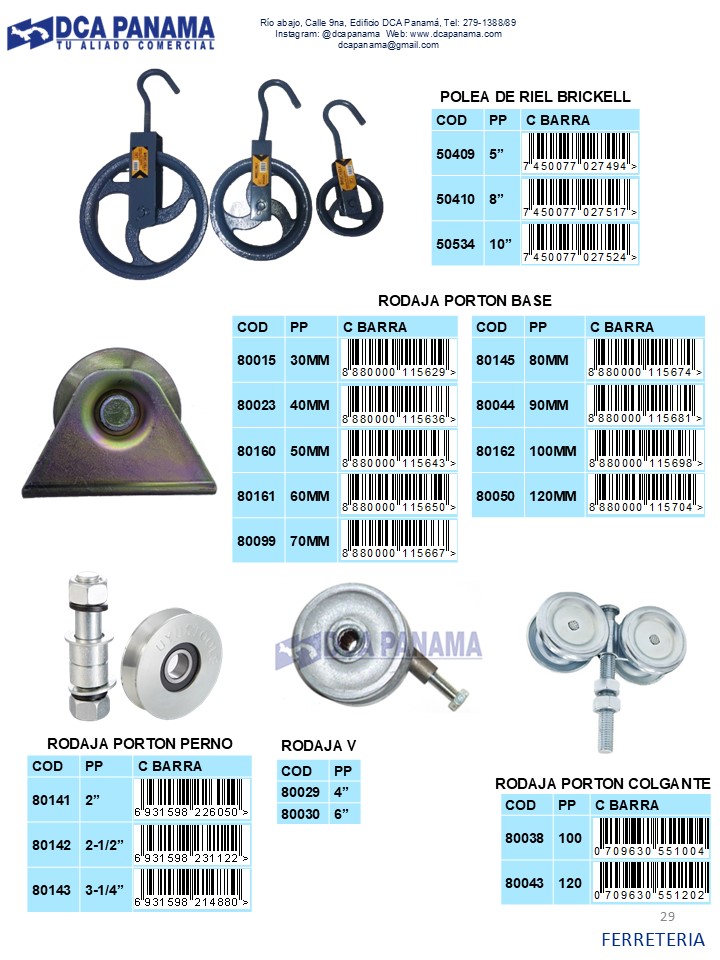 DCA PANAMA
TU ALIADO COMERCIAL
Río abajo, Calle 9na, Edificio DCA Panamá, Tel: 279-1388/89
Instagram: @dcapanama Web: www.dcapanama.com
dcapanama@gmail.com
POLEA DE RIEL BRICKELL
COD PP C BARRA
50409 5” 7 450077 027494 >
50410 8” 7 450077 027517 >
50534 10” 7 450077 027524 >
RODAJA PORTON BASE
COD PP C BARRA
80015 30MM 8 880000 115629 >
80023 40MM 8 880000 115636 >
80160 50MM 8 880000 115643 >
80161 60MM 8 880000 115650 >
80099 70MM 8 880000 115667 >
COD PP C BARRA
80145 80MM 8 880000 115674 >
80044 90MM 8 880000 115681 >
80162 100MM 8 880000 115698 >
80050 120MM 8 880000 115704 >
DCA PANAMA
TU ALIADO COMERCIAL
RODAJA PORTON PERNO
COD PP C BARRA
80141 2” 6 931598 226050 >
80142 2-1/2” 6 931598 231122 >
80143 3-1/4” 6 931598 214880 >
RODAJA V
COD PP
80029 4”
80030 6”
RODAJA PORTON COLGANTE
COD PP C BARRA
80038 100 0 709630 551004 >
80043 120 0 709630 551202 >
29
FERRETERIA